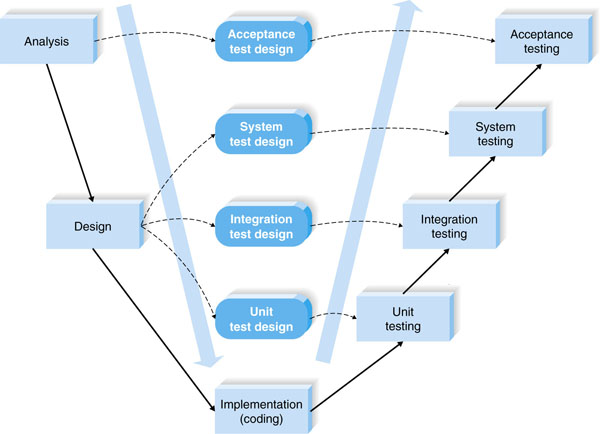 Analysis
Acceptance
test design
Acceptance
testing
System
test design
System
testing
Design
Integration
test design
Integration
testing
Unit
test design
Unit
testing
Implementation
(coding)